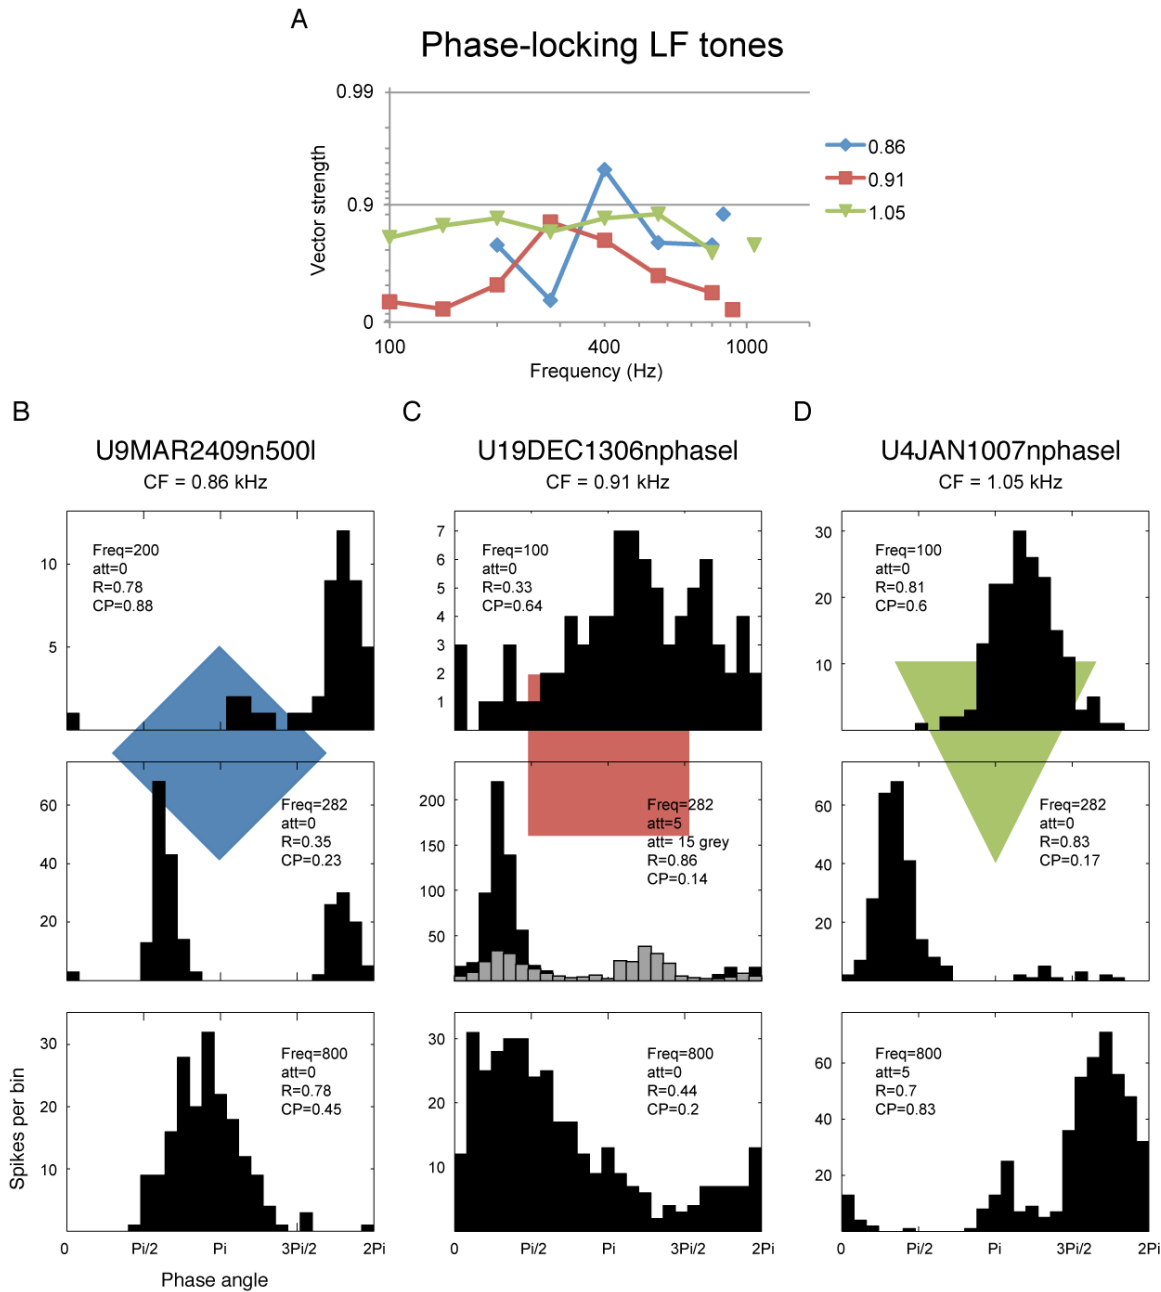 A
Phase-locking LF tones
0.99
0.9
0
Vector strength
100
400
1000
Frequency (Hz)
0.86
0.91
1.05
B
U9MAR2409n500l
CF = 0.86 kHz
10
5
Freq=200
att=0
R=0.78
CP=0.88
60
40
20
Freq=282
att=0
R=0.35
CP=0.23
30
20
10
Freq=800
att=0
R=0.78
CP=0.45
Spikes per bin
0 Pi/2 Pi 3Pi/2 2Pi
Phase angle
C
U19DEC1306nphasel
CF = 0.91 kHz
7
6
5
4
3
2
1
Freq=100
att=0
R=0.33
CP=0.64
200
150
100
50
Freq=282
att=5
att= 15 grey
R=0.86
CP=0.14
30
20
10
Freq=800
att=0
R=0.44
CP=0.2
0 Pi/2 Pi 3Pi/2 2Pi
D
U4JAN1007nphasel
CF = 1.05 kHz
30
20
10
Freq=100
att=0
R=0.81
CP=0.6
60
40
20
Freq=282
att=0
R=0.83
CP=0.17
60
40
20
Freq=800
att=5
R=0.7
CP=0.83
0 Pi/2 Pi 3Pi/2 2Pi